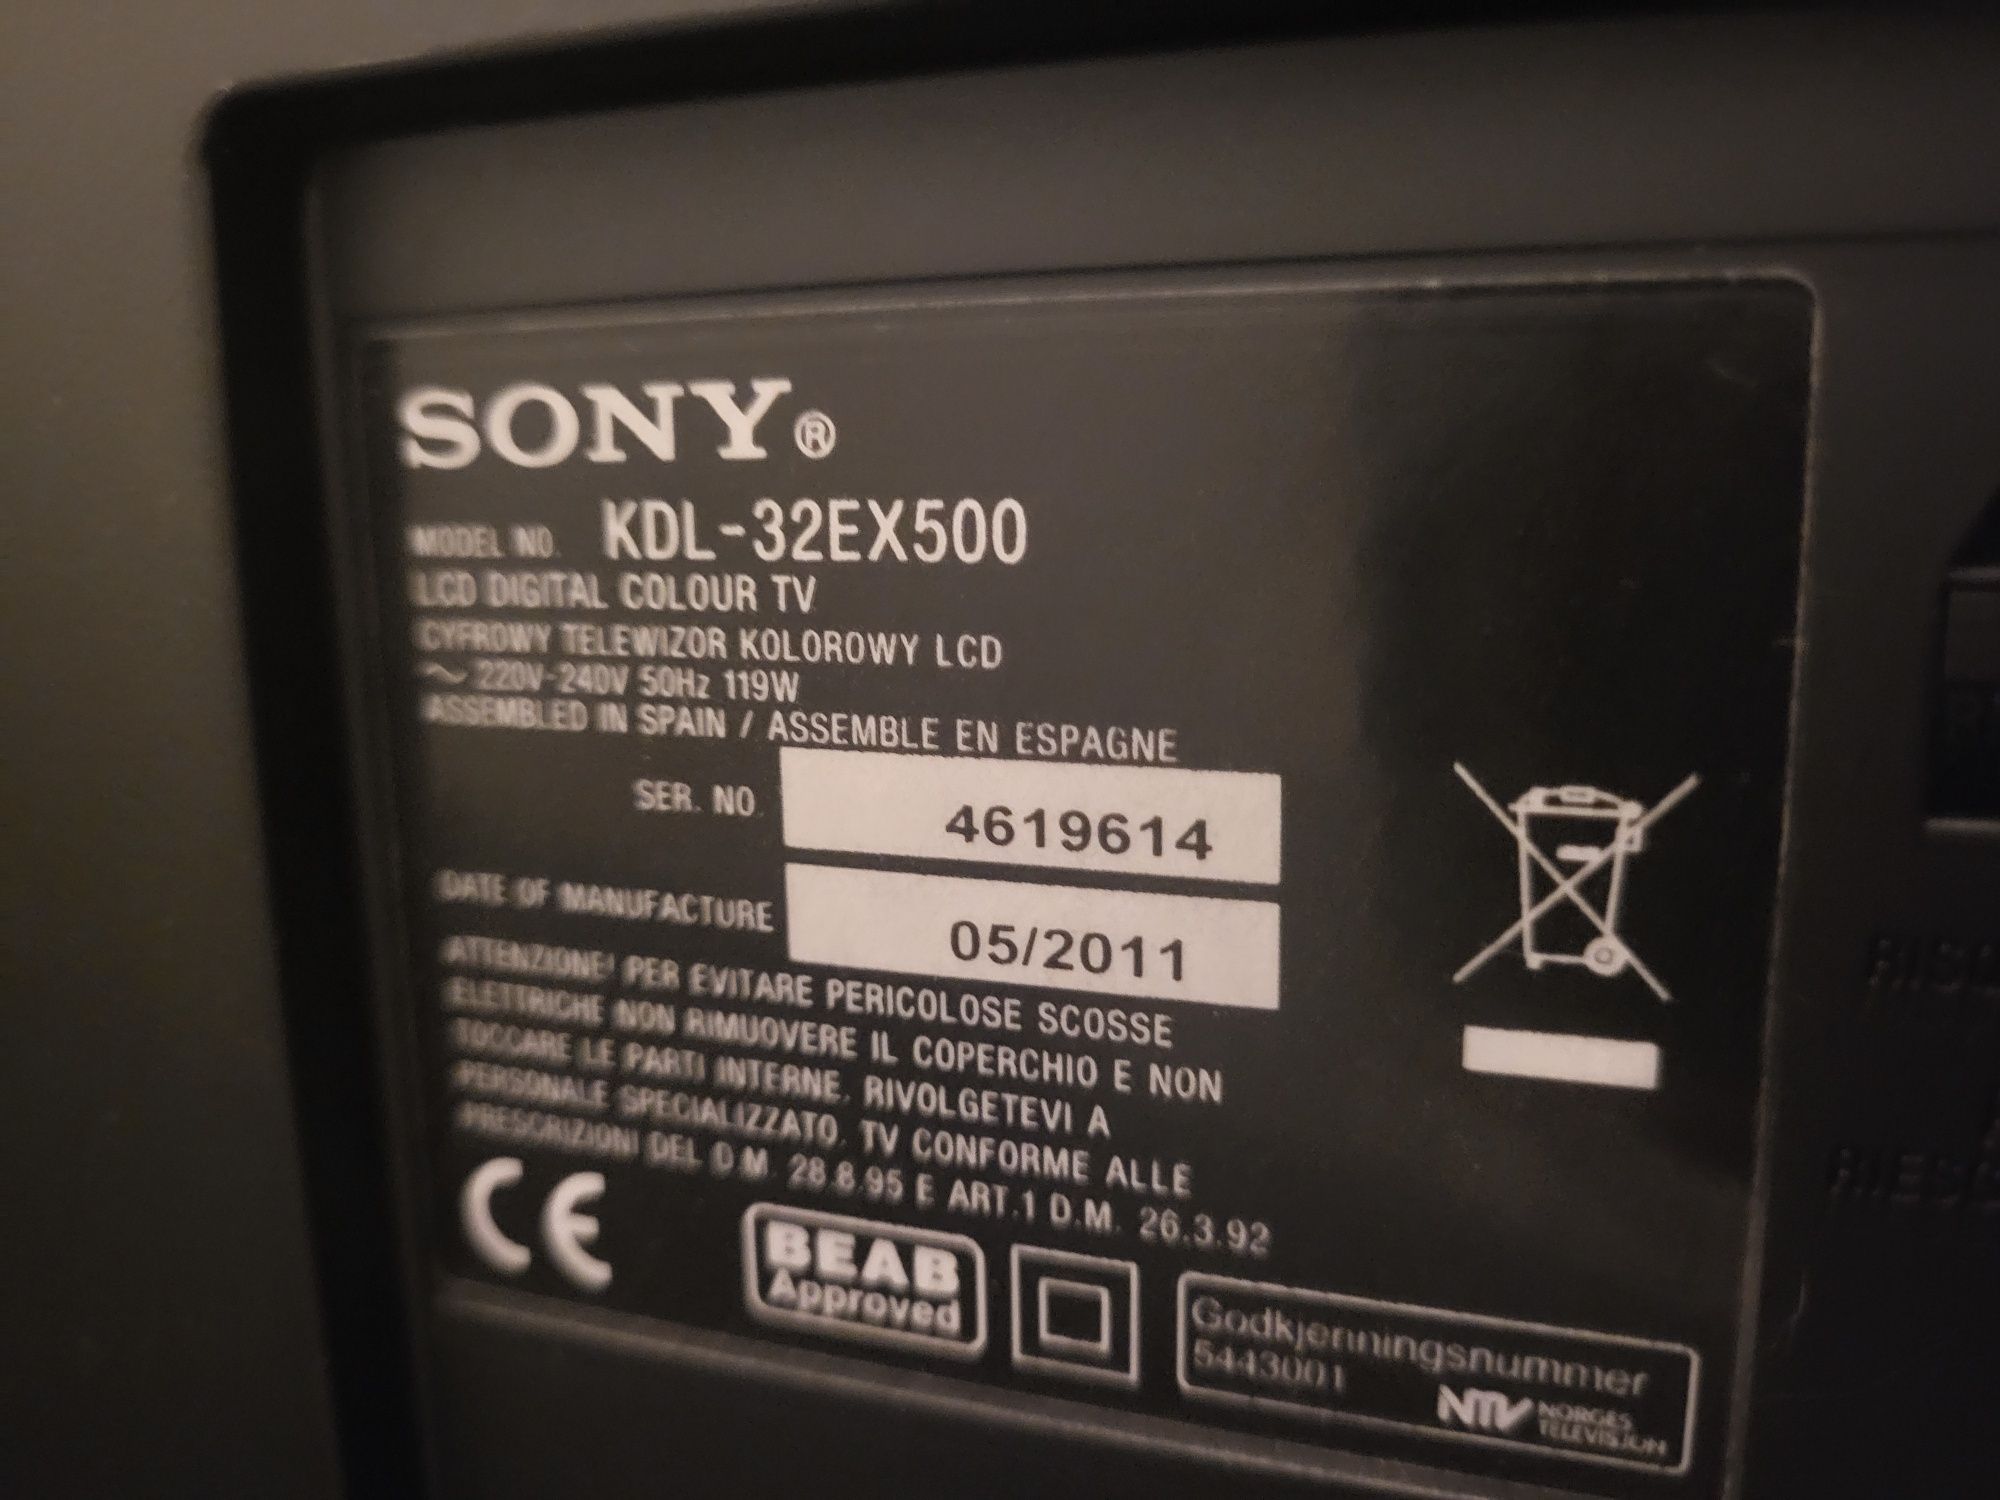 SONY®
MODEL NO. KDL-32EX500
LCD DIGITAL COLOUR TV
CYFROWY TELEWIZOR KOLOROWY LCD
~ 220V-240V 50Hz 119W
ASSEMBLED IN SPAIN / ASSEMBLE EN ESPAGNE
SER. NO. 4619614
DATE OF MANUFACTURE 05/2011
ATTENZIONE! PER EVITARE PERICOLOSE SCOSSE
ELETTRICHE NON RIMUOVERE IL COPERCHIO E NON
TOCCARE LE PARTI INTERNE, RIVOLGETEVI A
PERSONALE SPECIALIZZATO, TV CONFORME ALLE
PRESCRIZIONI DEL D.M. 28.8.95 E ART.1 D.M. 26.3.92
CE
BEAB
Approved
Godkjenningsnummer
5443001
NTV NORGES
TELEVISJON